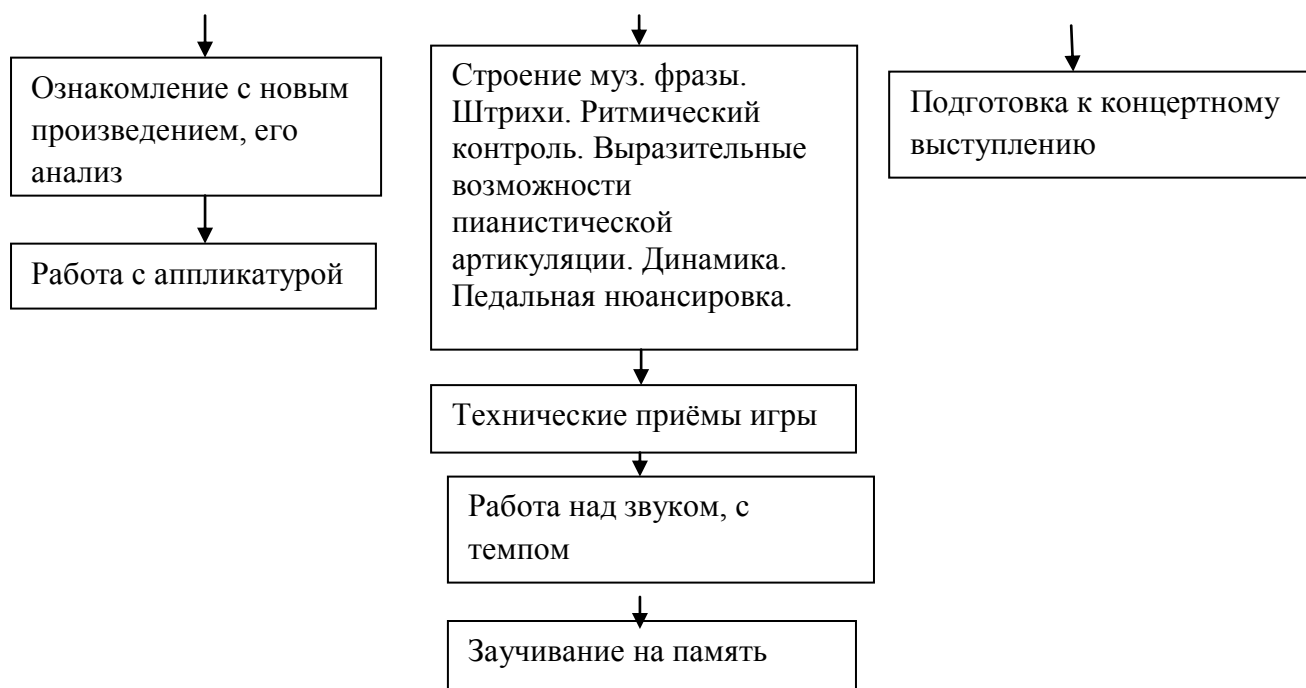 Ознакомление с новым
произведением, его
анализ
Работа с аппликатурой
Строение муз. фразы.
Штрихи. Ритмический
контроль. Выразительные
возможности
пианистической
артикуляции. Динамика.
Педальная нюансировка.
Технические приёмы игры
Работа над звуком, с
темпом
Заучивание на память
Подготовка к концертному
выступлению